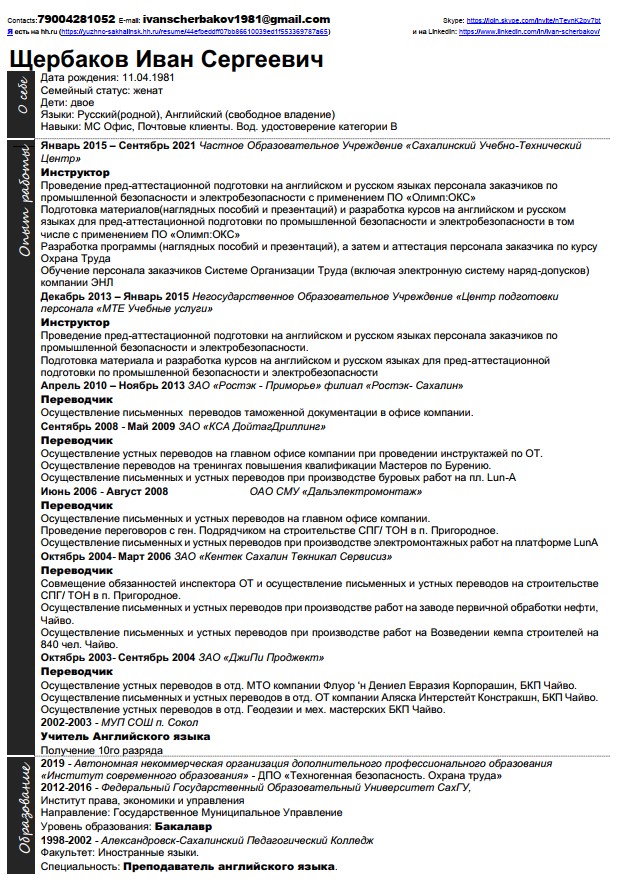 Contacts:79004281052 E-mail: ivanscherbakov1981@gmail.com Skype: https://join.skype.com/invite/nTevnK2pv7bt
Я есть на hh.ru (https://yuzhno-sakhalinsk.hh.ru/resume/44efbeddff07bb86610039ed1f553369787a65) и на Linkedin: https://www.linkedin.com/in/ivan-scherbakov/
Щербаков Иван Сергеевич
О себе
Дата рождения: 11.04.1981
Семейный статус: женат
Дети: двое
Языки: Русский(родной), Английский (свободное владение)
Навыки: МС Офис, Почтовые клиенты. Вод. удостоверение категории В
Опыт работы
Январь 2015 – Сентябрь 2021 Частное Образовательное Учреждение «Сахалинский Учебно-Технический
Центр»
Инструктор
Проведение пред-аттестационной подготовки на английском и русском языках персонала заказчиков по
промышленной безопасности и электробезопасности с применением ПО «Олимп:ОКС»
Подготовка материалов(наглядных пособий и презентаций) и разработка курсов на английском и русском
языках для пред-аттестационной подготовки по промышленной безопасности и электробезопасности в том
числе с применением ПО «Олимп:ОКС»
Разработка программы (наглядных пособий и презентаций), а затем и аттестация персонала заказчика по курсу
Охрана Труда
Обучение персонала заказчиков Системе Организации Труда (включая электронную систему наряд-допусков)
компании ЭНЛ
Декабрь 2013 – Январь 2015 Негосударственное Образовательное Учреждение «Центр подготовки
персонала «МТЕ Учебные услуги»
Инструктор
Проведение пред-аттестационной подготовки на английском и русском языках персонала заказчиков по
промышленной безопасности и электробезопасности.
Подготовка материала и разработка курсов на английском и русском языках для пред-аттестационной
подготовки по промышленной безопасности и электробезопасности
Апрель 2010 – Ноябрь 2013 ЗАО «Ростэк - Приморье» филиал «Ростэк- Сахалин»
Переводчик
Осуществление письменных переводов таможенной документации в офисе компании.
Сентябрь 2008 - Май 2009 ЗАО «КСА ДойтагДриллинг»
Переводчик
Осуществление устных переводов на главном офисе компании при проведении инструктажей по ОТ.
Осуществление переводов на тренингах повышения квалификации Мастеров по Бурению.
Осуществление письменных и устных переводов при производстве буровых работ на пл. Lun-A
Июнь 2006 - Август 2008 ОАО СМУ «Дальэлектромонтаж»
Переводчик
Осуществление письменных переводов на главном офисе компании.
Проведение переговоров с ген. Подрядчиком на строительстве СПГ/ ТОН в п. Пригородное.
Осуществление письменных и устных переводов при производстве электромонтажных работ на платформе LunA
Октябрь 2004- Март 2006 ЗАО «Кентек Сахалин Текникал Сервисиз»
Переводчик
Совмещение обязанностей инспектора ОТ и осуществление письменных и устных переводов на строительстве
СПГ/ ТОН в п. Пригородное.
Осуществление письменных и устных переводов при производстве работ на заводе первичной обработки нефти,
Чайво.
Осуществление письменных и устных переводов при производстве работ на Возведении кемпа строителей на
840 чел. Чайво.
Октябрь 2003- Сентябрь 2004 ЗАО «ДжиПи Проджект»
Переводчик
Осуществление устных переводов в отд. МТО компании Флуор 'н Дениел Евразия Корпорашин, БКП Чайво.
Осуществление письменных и устных переводов в отд. ОТ компании Аляска Интерстейт Констракшн, БКП Чайво.
Осуществление устных переводов в отд. Геодезии и мех. мастерских БКП Чайво.
2002-2003 - МУП СОШ п. Сокол
Учитель Английского языка
Получение 10го разряда
Образование
2019 - Автономная некоммерческая организация дополнительного профессионального образования
«Институт современного образования» - ДПО «Техногенная безопасность. Охрана труда»
2012-2016 - Федеральный Государственный Образовательный Университет СахГУ,
Институт права, экономики и управления
Направление: Государственное Муниципальное Управление
Уровень образования: Бакалавр
1998-2002 - Александровск-Сахалинский Педагогический Колледж
Факультет: Иностранные языки.
Специальность: Преподаватель английского языка.